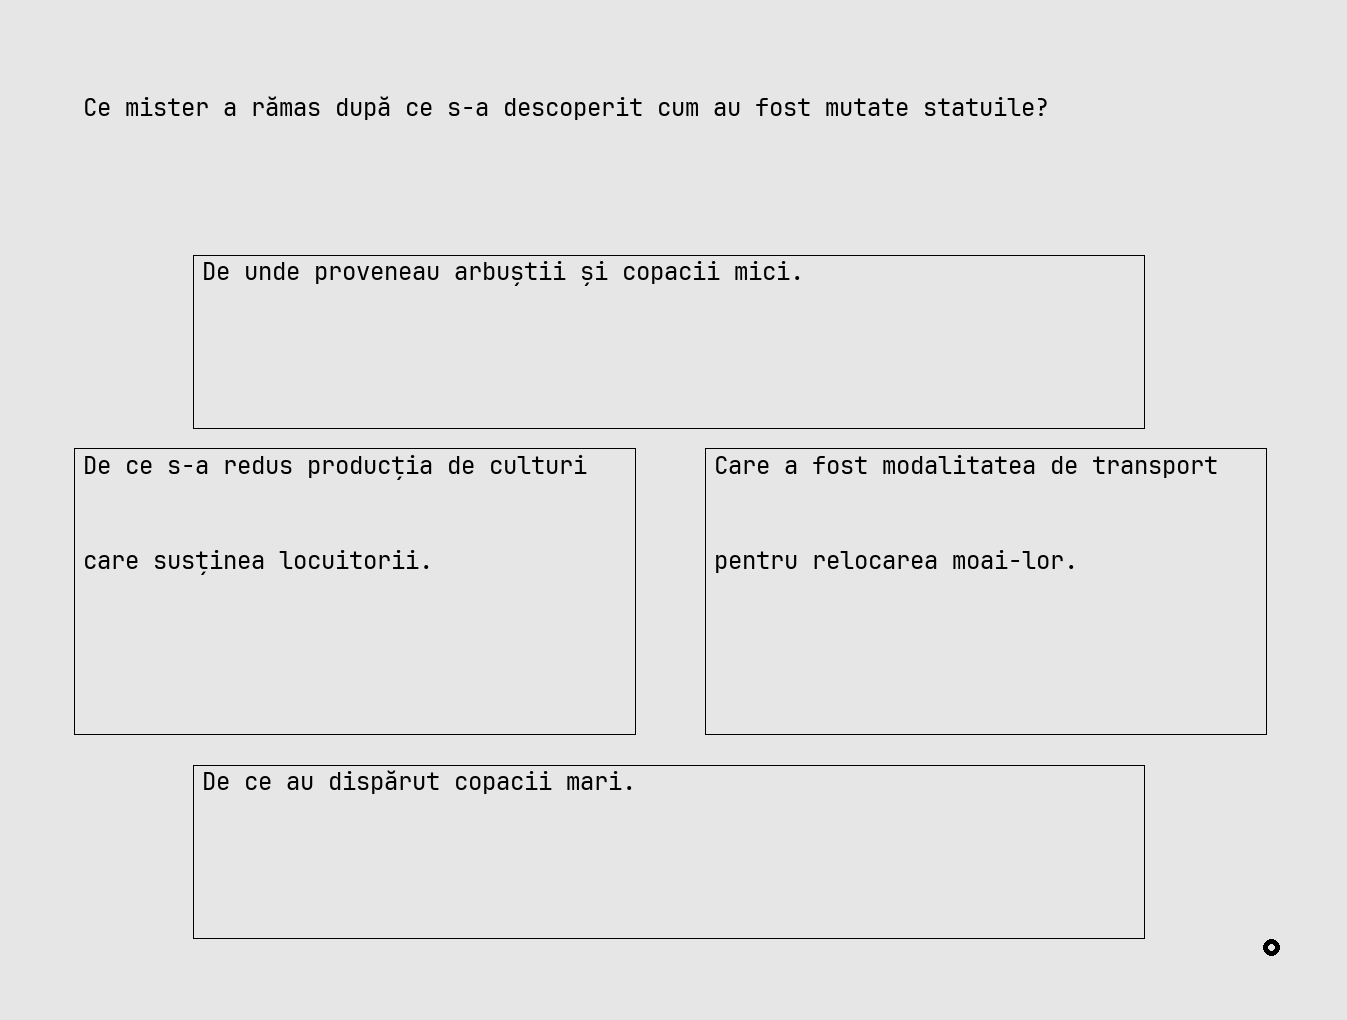 Ce mister a rămas după ce s-a descoperit cum au fost mutate statuile?
De unde proveneau arbuștii și copacii mici.
De ce s-a redus producția de culturi
care susținea locuitorii.
Care a fost modalitatea de transport
pentru relocarea moai-lor.
De ce au dispărut copacii mari.